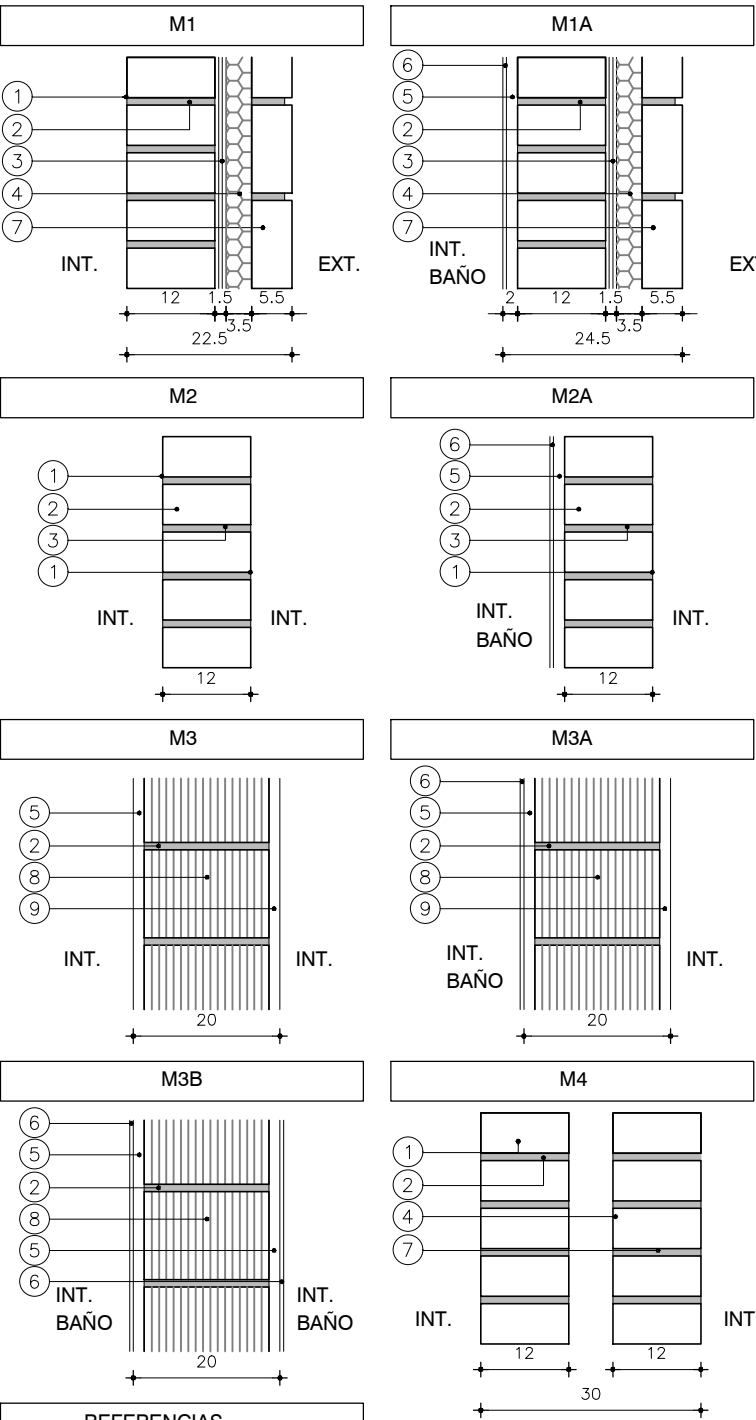 M1
1
2
3
4
7
INT.
EXT.
12
1.5
5.5
3.5
22.5
M1A
6
5
2
3
4
7
INT.
BAÑO
EXT
2
12
1.5
5.5
3.5
24.5
M2
1
2
3
1
INT.
INT.
12
M2A
6
5
2
3
1
INT.
BAÑO
INT.
12
M3
5
2
8
9
INT.
INT.
20
M3A
6
5
2
8
9
INT.
BAÑO
INT.
20
M3B
6
5
2
8
5
6
INT.
BAÑO
INT.
BAÑO
20
M4
1
2
4
7
INT.
INT
12
12
30
REFERENCIAS